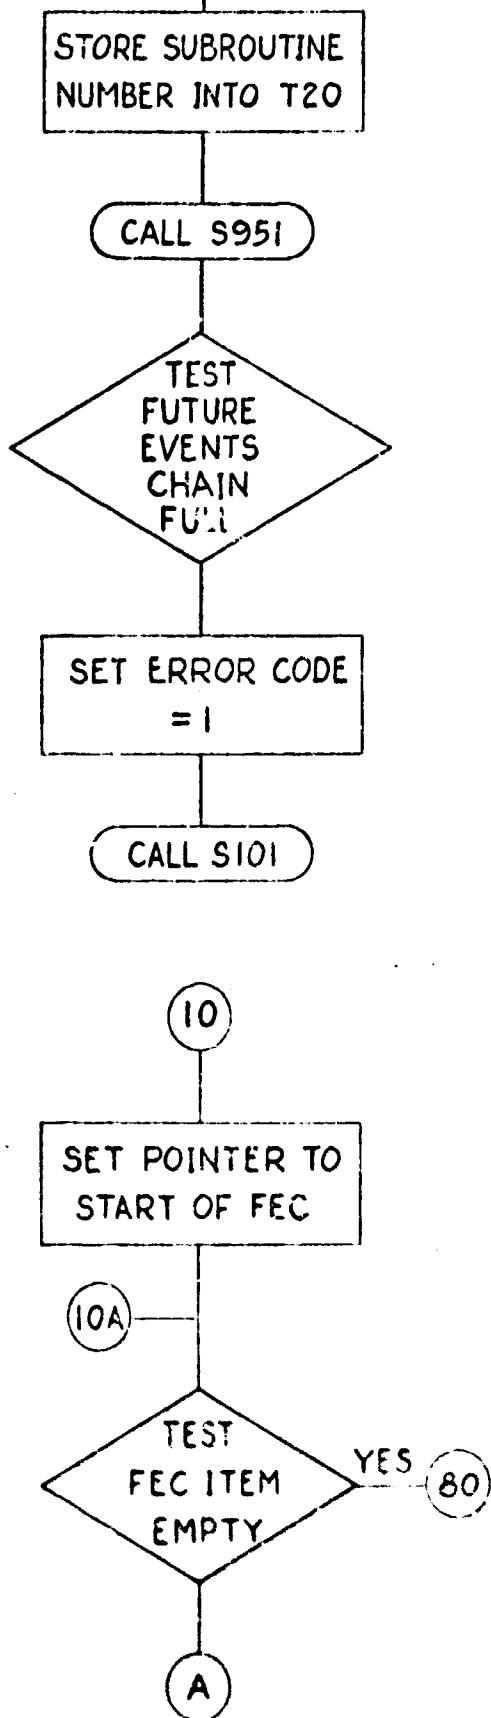 STORE SUBROUTINE
NUMBER INTO T20
CALL S951
TEST
FUTURE
EVENTS
CHAIN
FULL
SET ERROR CODE
= 1
CALL S101
10
SET POINTER TO
START OF FEC
10A
TEST
FEC ITEM
EMPTY
YES
80
A